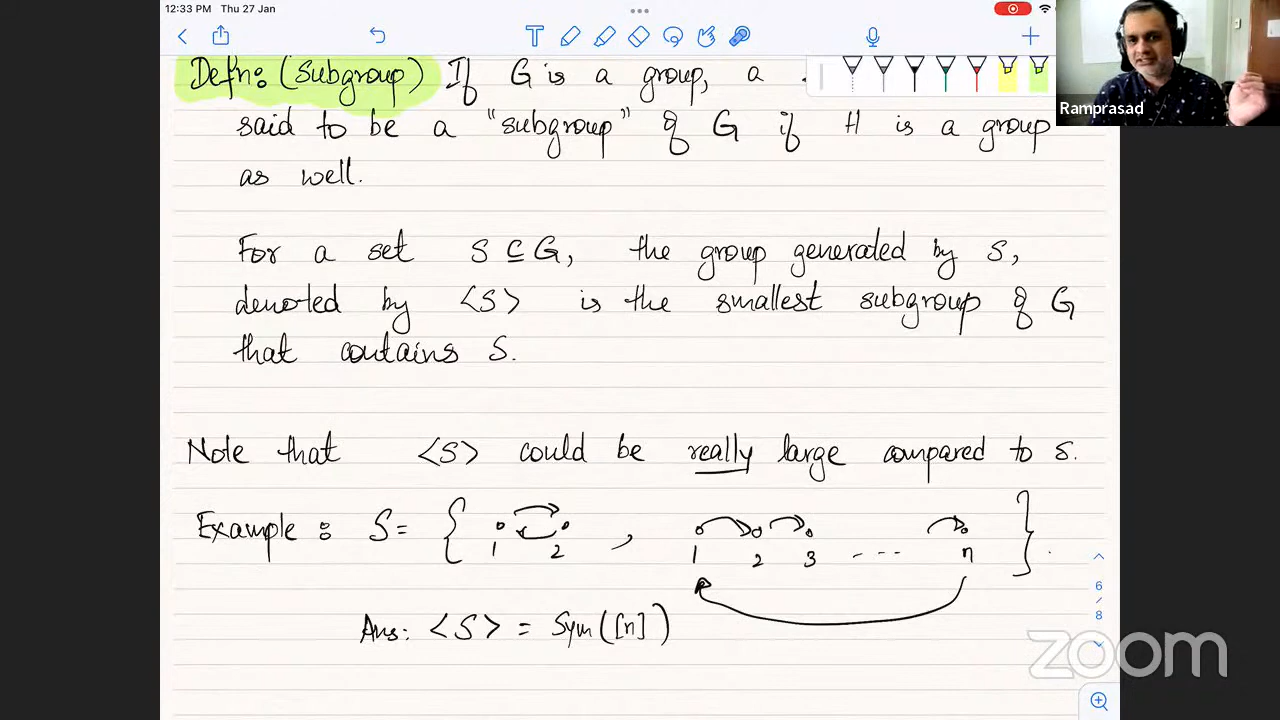 12:33 PM Thu 27 Jan
Defn: (Subgroup) If G is a group, a
Ramprasad
said to be a "subgroup" of G if H is a group
as well.
For a set S ⊆ G, the group generated by S,
denoted by <S> is the smallest subgroup of G
that contains S.
Note that <S> could be really large compared to S.
Example: S = { 1 2 , 1 2 3 ... n }.
Ans: <S> = Sym([n])
6
/
8
zoom